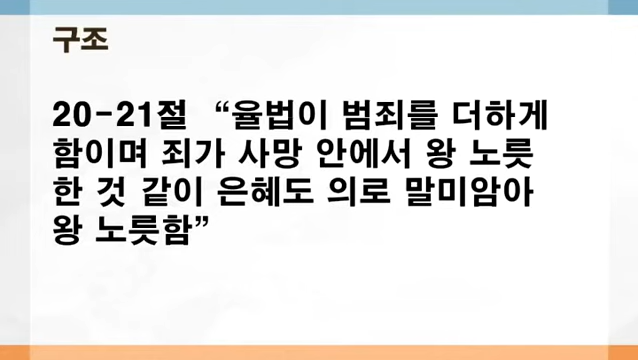 구조
20-21절 “율법이 범죄를 더하게
함이며 죄가 사망 안에서 왕 노릇
한 것 같이 은혜도 의로 말미암아
왕 노릇함”